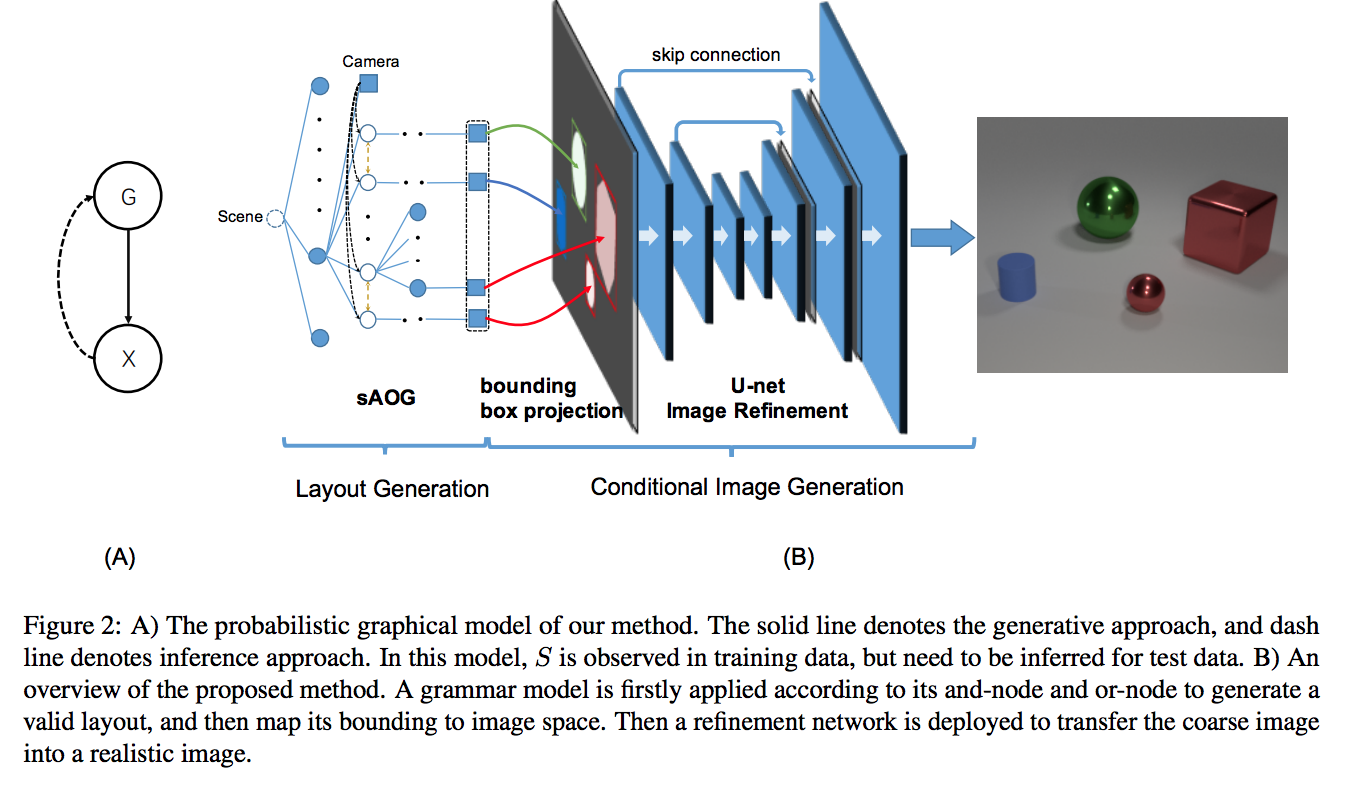 Camera
skip connection
G
Scene
X
sAOG
bounding
box projection
U-net
Image Refinement
Layout Generation
Conditional Image Generation
(A)
(B)
Figure 2: A) The probabilistic graphical model of our method. The solid line denotes the generative approach, and dash
line denotes inference approach. In this model, S is observed in training data, but need to be inferred for test data. B) An
overview of the proposed method. A grammar model is firstly applied according to its and-node and or-node to generate a
valid layout, and then map its bounding to image space. Then a refinement network is deployed to transfer the coarse image
into a realistic image.